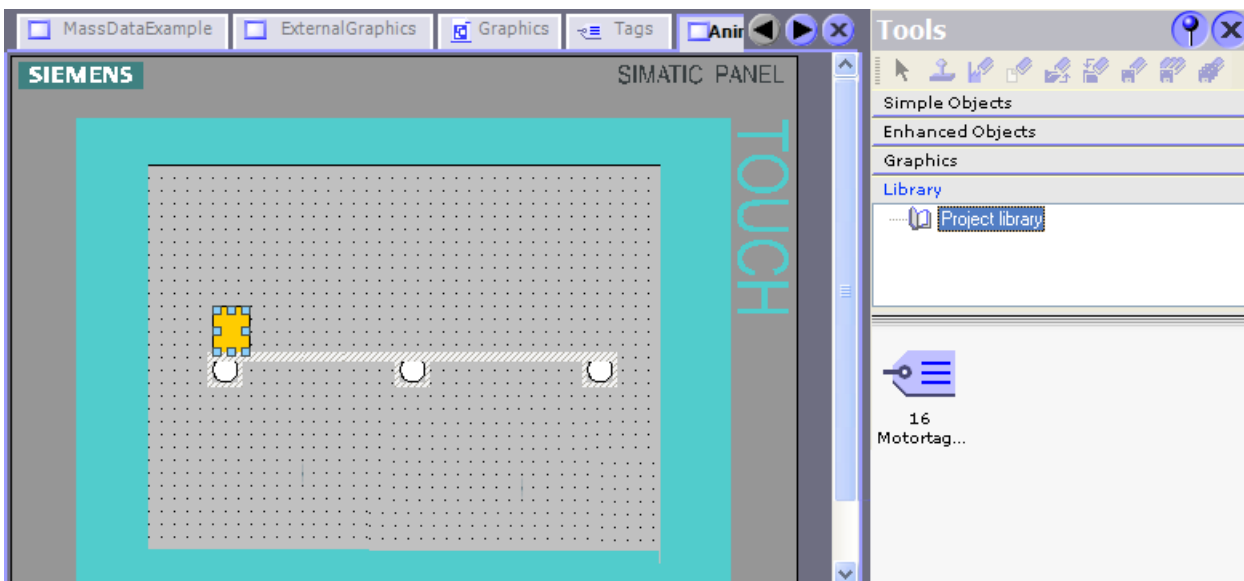 MassDataExample ExternalGraphics Graphics Tags Anir
Tools
SIEMENS SIMATIC PANEL
TOUCH
Simple Objects
Enhanced Objects
Graphics
Library
Project library
16
Motortag...